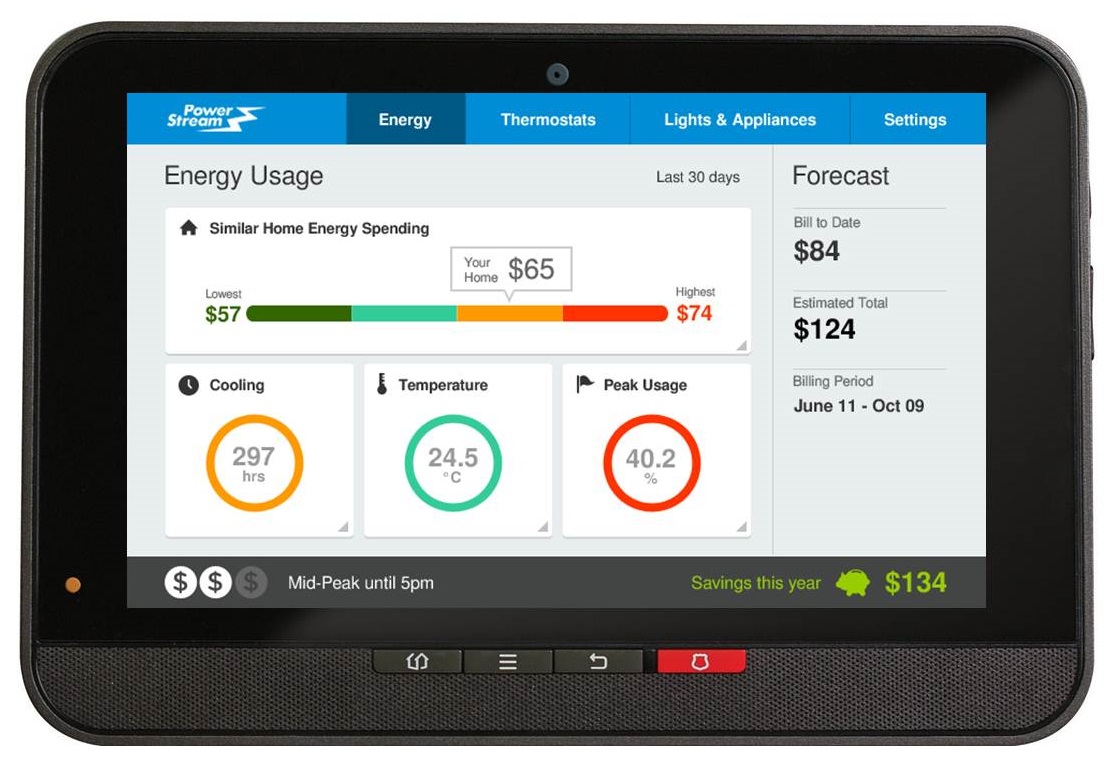 Power
Stream
Energy
Thermostats
Lights & Appliances
Settings
Energy Usage
Last 30 days
Similar Home Energy Spending
Your
Home
$65
Lowest
$57
Highest
$74
Cooling
297
hrs
Temperature
24.5
°C
Peak Usage
40.2
%
Forecast
Bill to Date
$84
Estimated Total
$124
Billing Period
June 11 - Oct 09
$ $ $
Mid-Peak until 5pm
Savings this year
$134